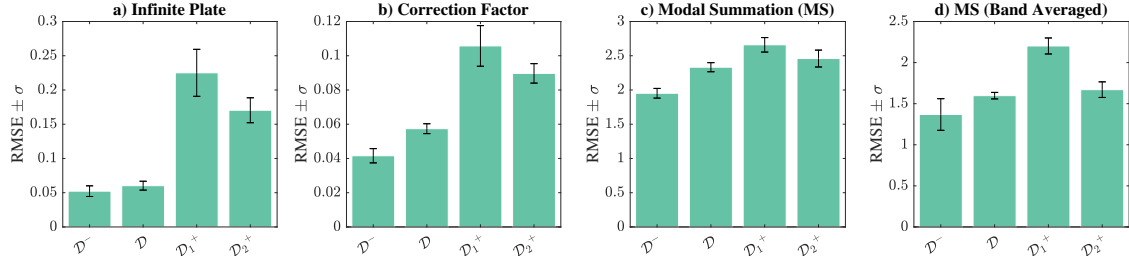 a) Infinite Plate
RMSE ± σ
0.3
0.25
0.2
0.15
0.1
0.05
0
𝒟⁻
𝒟
𝒟₁⁺
𝒟₂⁺
b) Correction Factor
RMSE ± σ
0.12
0.1
0.08
0.06
0.04
0.02
0
𝒟⁻
𝒟
𝒟₁⁺
𝒟₂⁺
c) Modal Summation (MS)
RMSE ± σ
3
2.5
2
1.5
1
0.5
0
𝒟⁻
𝒟
𝒟₁⁺
𝒟₂⁺
d) MS (Band Averaged)
RMSE ± σ
2.5
2
1.5
1
0.5
0
𝒟⁻
𝒟
𝒟₁⁺
𝒟₂⁺